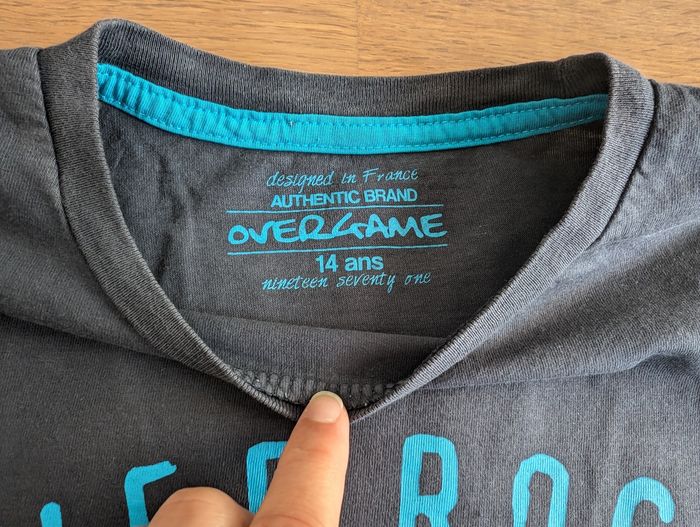 designed in France
AUTHENTIC BRAND
OVERGAME
14 ans
nineteen seventy one